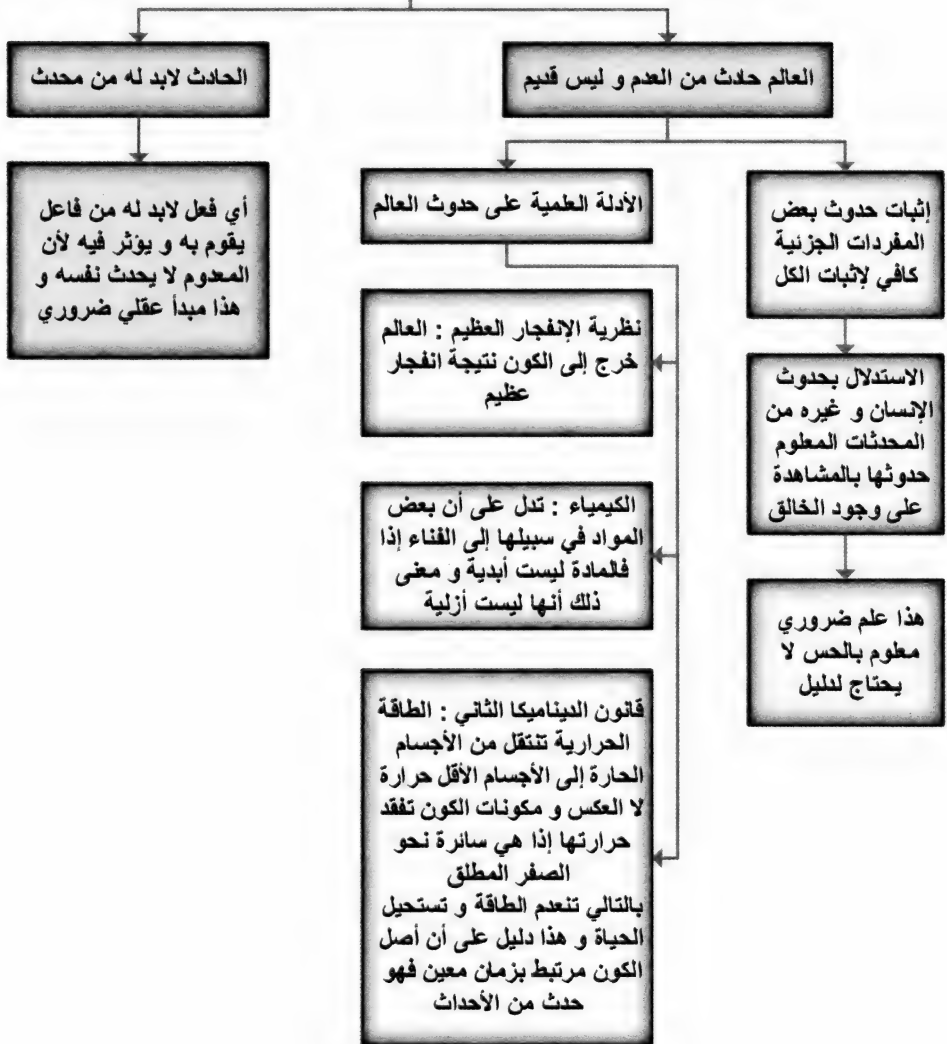 العالم حادث من العدم و ليس قديم
الحادث لابد له من محدث
إثبات حدوث بعض
المفردات الجزئية
كافي لإثبات الكل
الاستدلال بحدوث
الإنسان و غيره من
المحدثات المعلوم
حدوثها بالمشاهدة
على وجود الخالق
هذا علم ضروري
معلوم بالحس لا
يحتاج لدليل
الأدلة العلمية على حدوث العالم
نظرية الإنفجار العظيم : العالم
خرج إلى الكون نتيجة انفجار
عظيم
الكيمياء : تدل على أن بعض
المواد في سبيلها إلى الفناء إذا
فالمادة ليست أبدية و معنى
ذلك أنها ليست أزلية
قانون الديناميكا الثاني : الطاقة
الحرارية تنتقل من الأجسام
الحارة إلى الأجسام الأقل حرارة
لا العكس و مكونات الكون تفقد
حرارتها إذا هي سائرة نحو
الصفر المطلق
بالتالي تنعدم الطاقة و تستحيل
الحياة و هذا دليل على أن أصل
الكون مرتبط بزمان معين فهو
حدث من الأحداث
أي فعل لابد له من فاعل
يقوم به و يؤثر فيه لأن
المعدوم لا يحدث نفسه و
هذا مبدأ عقلي ضروري